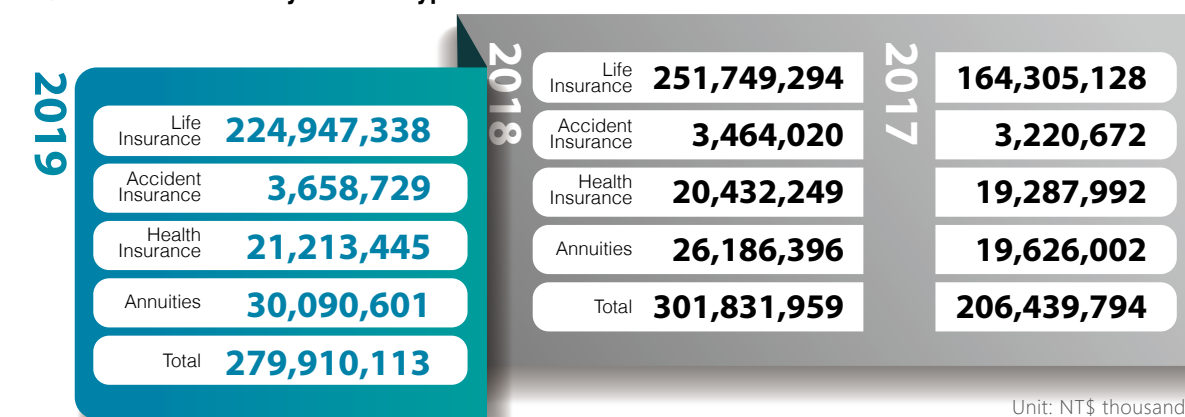 2019
Life
Insurance 224,947,338
Accident
Insurance 3,658,729
Health
Insurance 21,213,445
Annuities 30,090,601
Total 279,910,113
2018
Life
Insurance 251,749,294
Accident
Insurance 3,464,020
Health
Insurance 20,432,249
Annuities 26,186,396
Total 301,831,959
2017
164,305,128
3,220,672
19,287,992
19,626,002
206,439,794
Unit: NT$ thousand